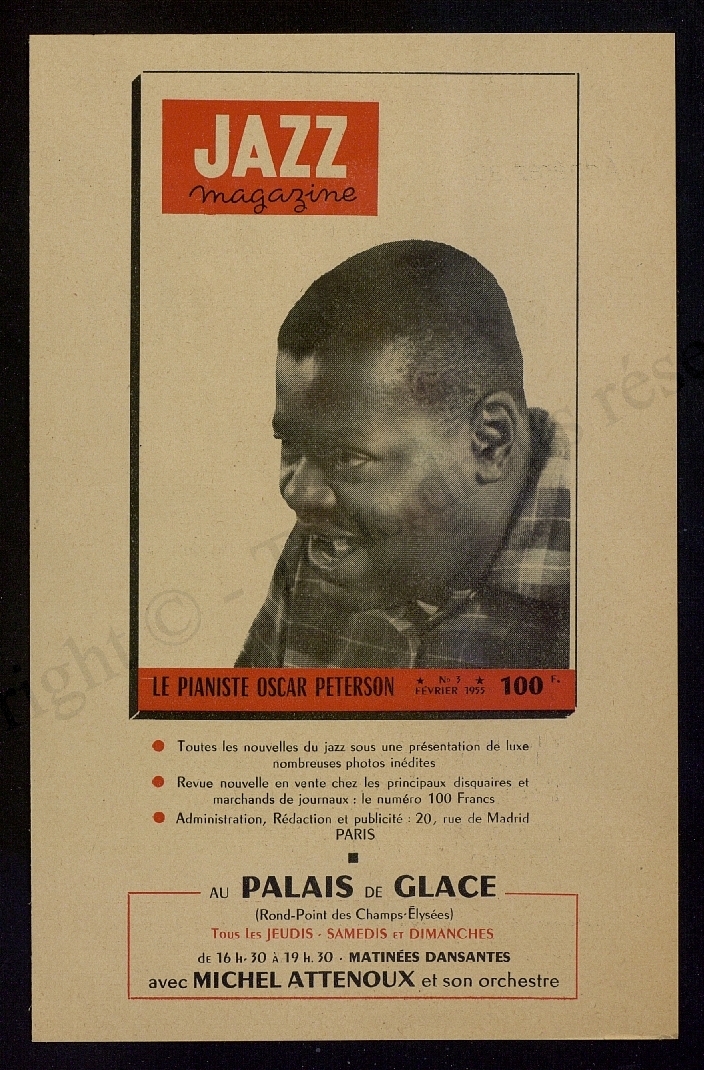 JAZZ
magazine
LE PIANISTE OSCAR PETERSON ★ No 3 ★ 100 F.
FÉVRIER 1955
● Toutes les nouvelles du jazz sous une présentation de luxe
nombreuses photos inédites
● Revue nouvelle en vente chez les principaux disquaires et
marchands de journaux : le numéro 100 Francs
● Administration, Rédaction et publicité : 20, rue de Madrid
PARIS
AU PALAIS DE GLACE
(Rond-Point des Champs-Élysées)
Tous les JEUDIS - SAMEDIS et DIMANCHES
de 16 h. 30 à 19 h. 30 - MATINÉES DANSANTES
avec MICHEL ATTENOUX et son orchestre
right © - T
s rése